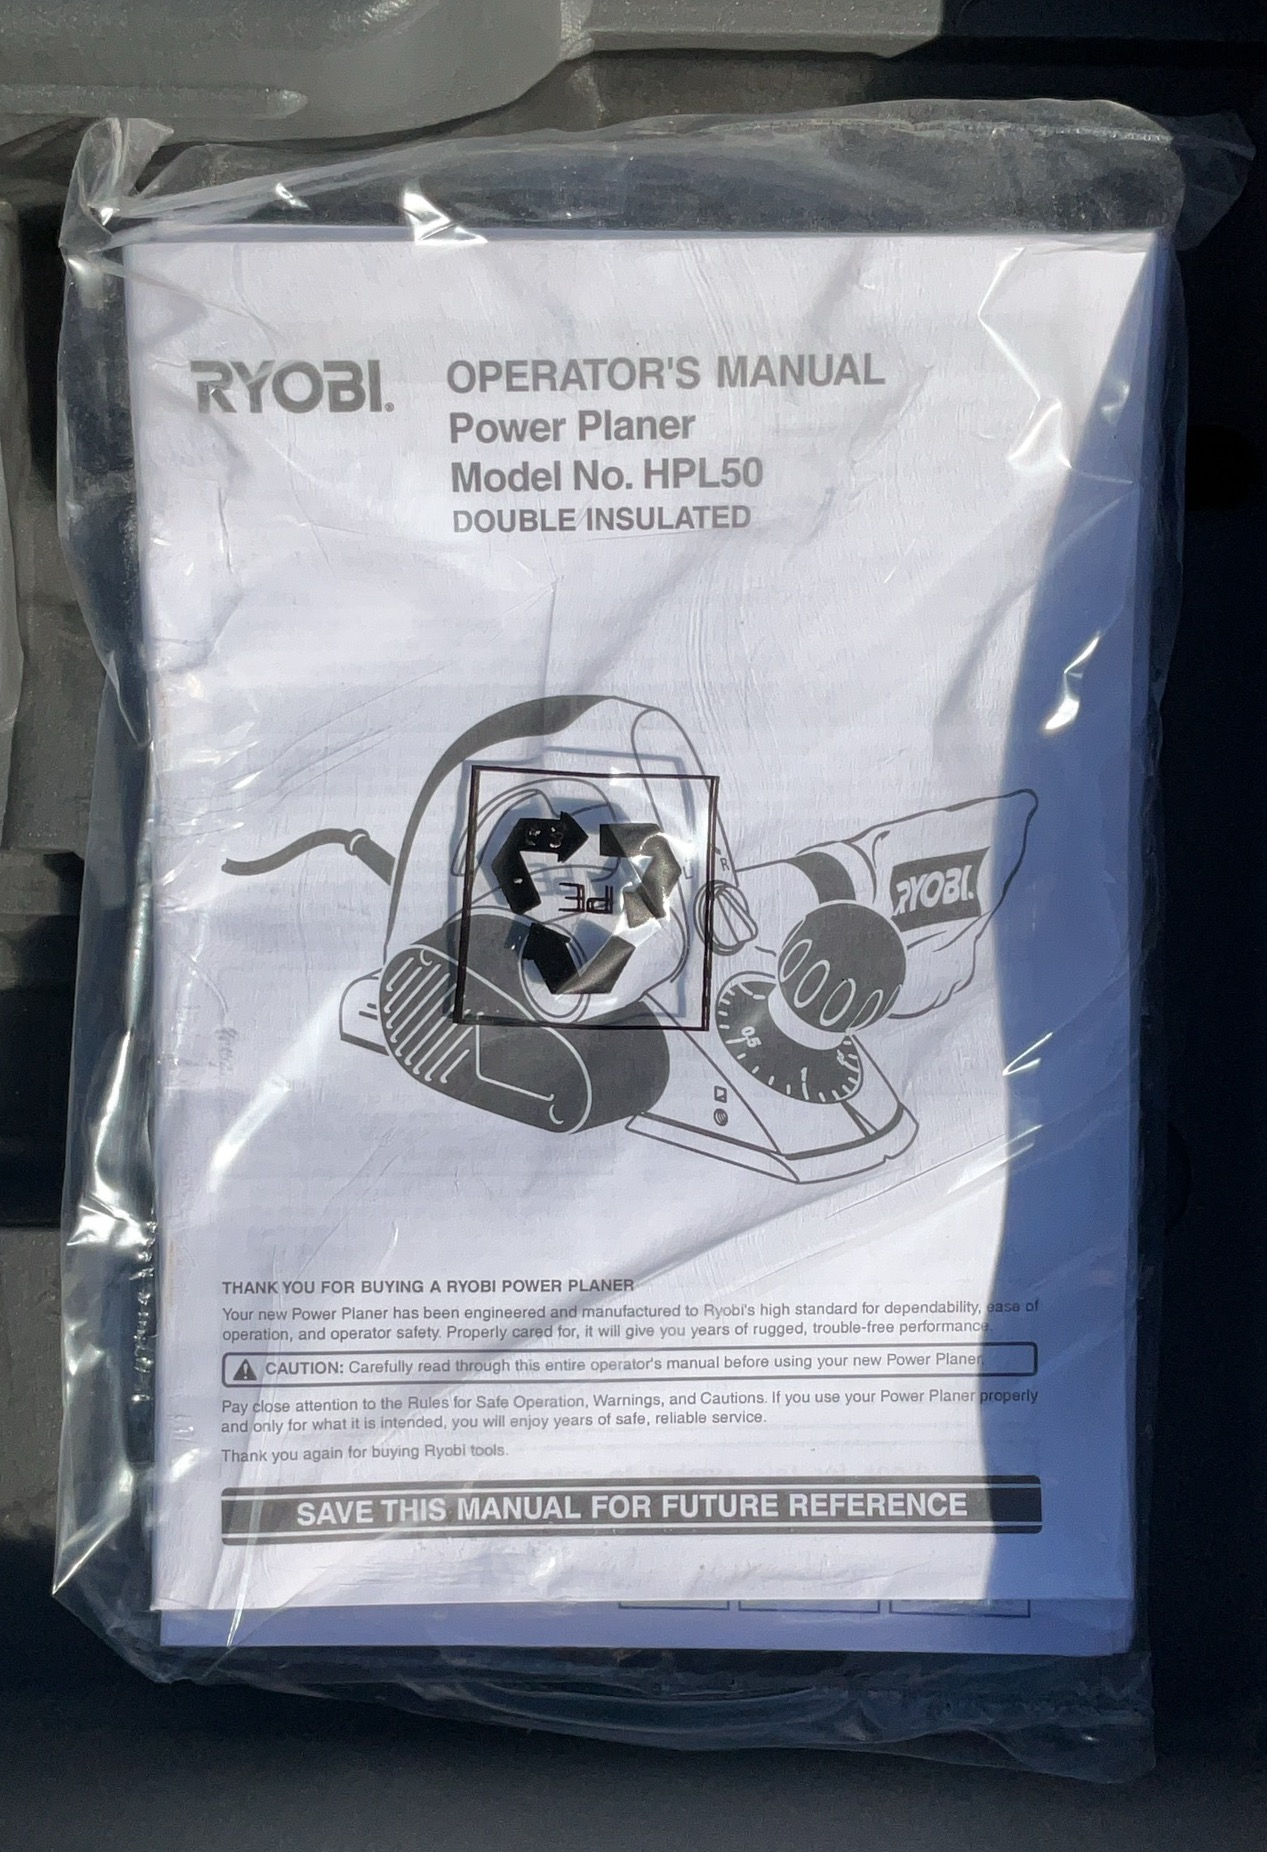 RYOBI®
OPERATOR'S MANUAL
Power Planer
Model No. HPL50
DOUBLE INSULATED
PE
R
RYOBI.
0.5
1
THANK YOU FOR BUYING A RYOBI POWER PLANER
Your new Power Planer has been engineered and manufactured to Ryobi's high standard for dependability, ease of
operation, and operator safety. Properly cared for, it will give you years of rugged, trouble-free performance.
CAUTION: Carefully read through this entire operator's manual before using your new Power Planer.
Pay close attention to the Rules for Safe Operation, Warnings, and Cautions. If you use your Power Planer properly
and only for what it is intended, you will enjoy years of safe, reliable service.
Thank you again for buying Ryobi tools.
SAVE THIS MANUAL FOR FUTURE REFERENCE